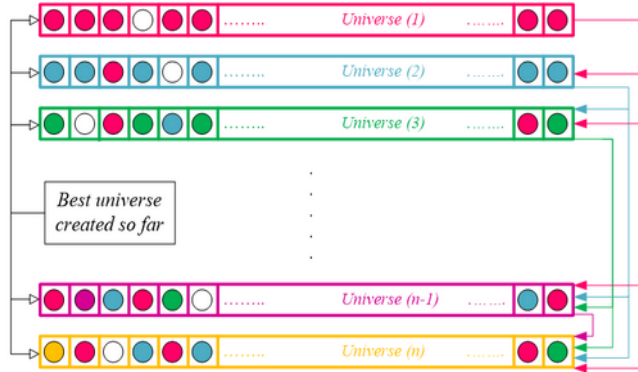 ........ Universe (1) ........
........ Universe (2) ........
........ Universe (3) ........
Best universe
created so far
........ Universe (n-1) ........
........ Universe (n) ........